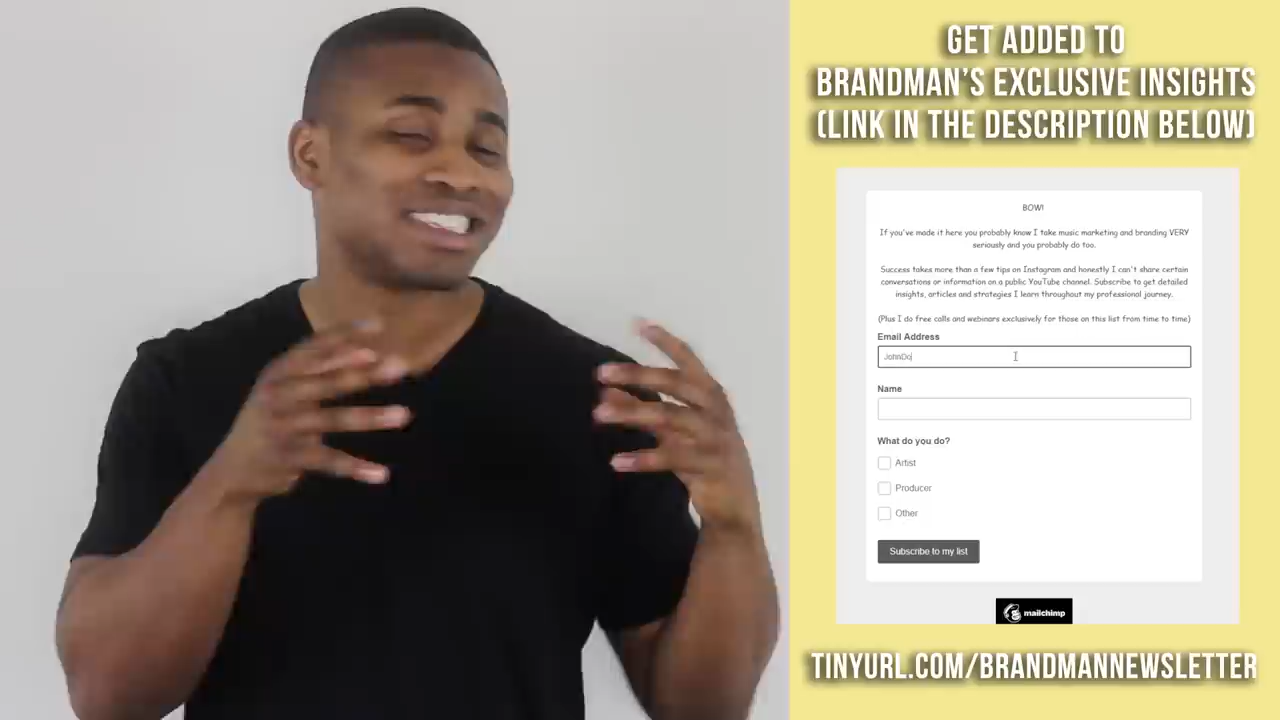 GET ADDED TO
BRANDMAN'S EXCLUSIVE INSIGHTS
(LINK IN THE DESCRIPTION BELOW)
BOW!
If you've made it here you probably know I take music marketing and branding VERY
seriously and you probably do too.
Success takes more than a few tips on Instagram and honestly I can't share certain
conversations or information on a public YouTube channel. Subscribe to get detailed
insights, articles and strategies I learn throughout my professional journey.
(Plus I do free calls and webinars exclusively for those on this list from time to time)
Email Address
JohnDo
Name
What do you do?
Artist
Producer
Other
Subscribe to my list
mailchimp
TINYURL.COM/BRANDMANNEWSLETTER